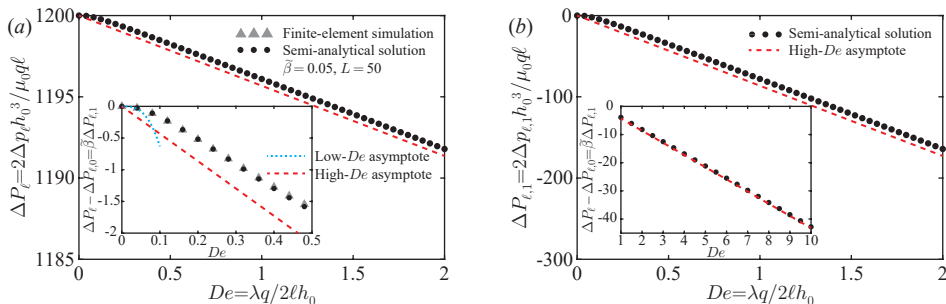 (a)
1200
1195
1190
1185
ΔPℓ=2Δpℓh₀³/μ₀qℓ
Finite-element simulation
Semi-analytical solution
β̃=0.05, L=50
Low-De asymptote
High-De asymptote
0
-0.5
-1
-1.5
-2
ΔPℓ−ΔPℓ,0=β̃ΔPℓ,1
0 0.1 0.2 0.3 0.4 0.5
De
0 0.5 1 1.5 2
De=λq/2ℓh₀
(b)
0
-100
-200
-300
ΔPℓ,1=2Δpℓ,1h₀³/μ₀qℓ
Semi-analytical solution
High-De asymptote
0
-10
-20
-30
-40
ΔPℓ−ΔPℓ,0=β̃ΔPℓ,1
1 2 3 4 5 6 7 8 9 10
De
0 0.5 1 1.5 2
De=λq/2ℓh₀